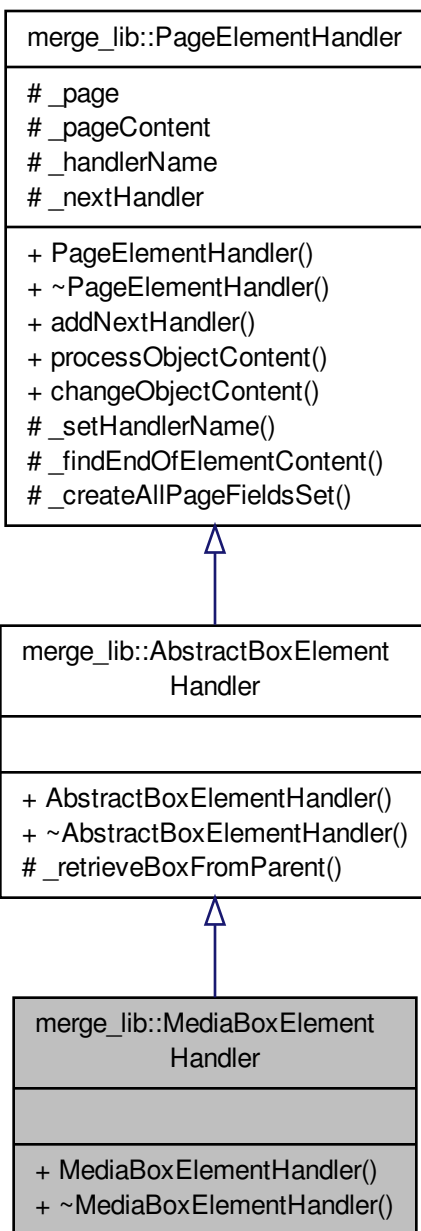 merge_lib::PageElementHandler
# _page
# _pageContent
# _handlerName
# _nextHandler
+ PageElementHandler()
+ ~PageElementHandler()
+ addNextHandler()
+ processObjectContent()
+ changeObjectContent()
# _setHandlerName()
# _findEndOfElementContent()
# _createAllPageFieldsSet()
merge_lib::AbstractBoxElement
Handler
+ AbstractBoxElementHandler()
+ ~AbstractBoxElementHandler()
# _retrieveBoxFromParent()
merge_lib::MediaBoxElement
Handler
+ MediaBoxElementHandler()
+ ~MediaBoxElementHandler()